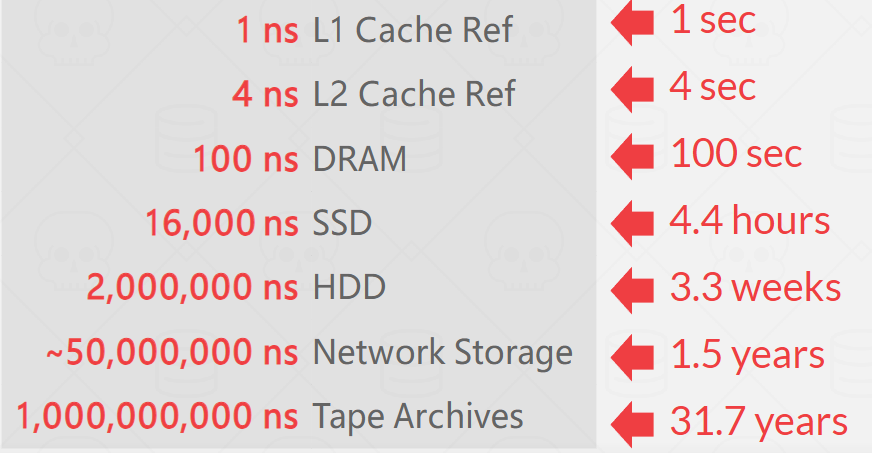 1 ns L1 Cache Ref 1 sec
4 ns L2 Cache Ref 4 sec
100 ns DRAM 100 sec
16,000 ns SSD 4.4 hours
2,000,000 ns HDD 3.3 weeks
~50,000,000 ns Network Storage 1.5 years
1,000,000,000 ns Tape Archives 31.7 years